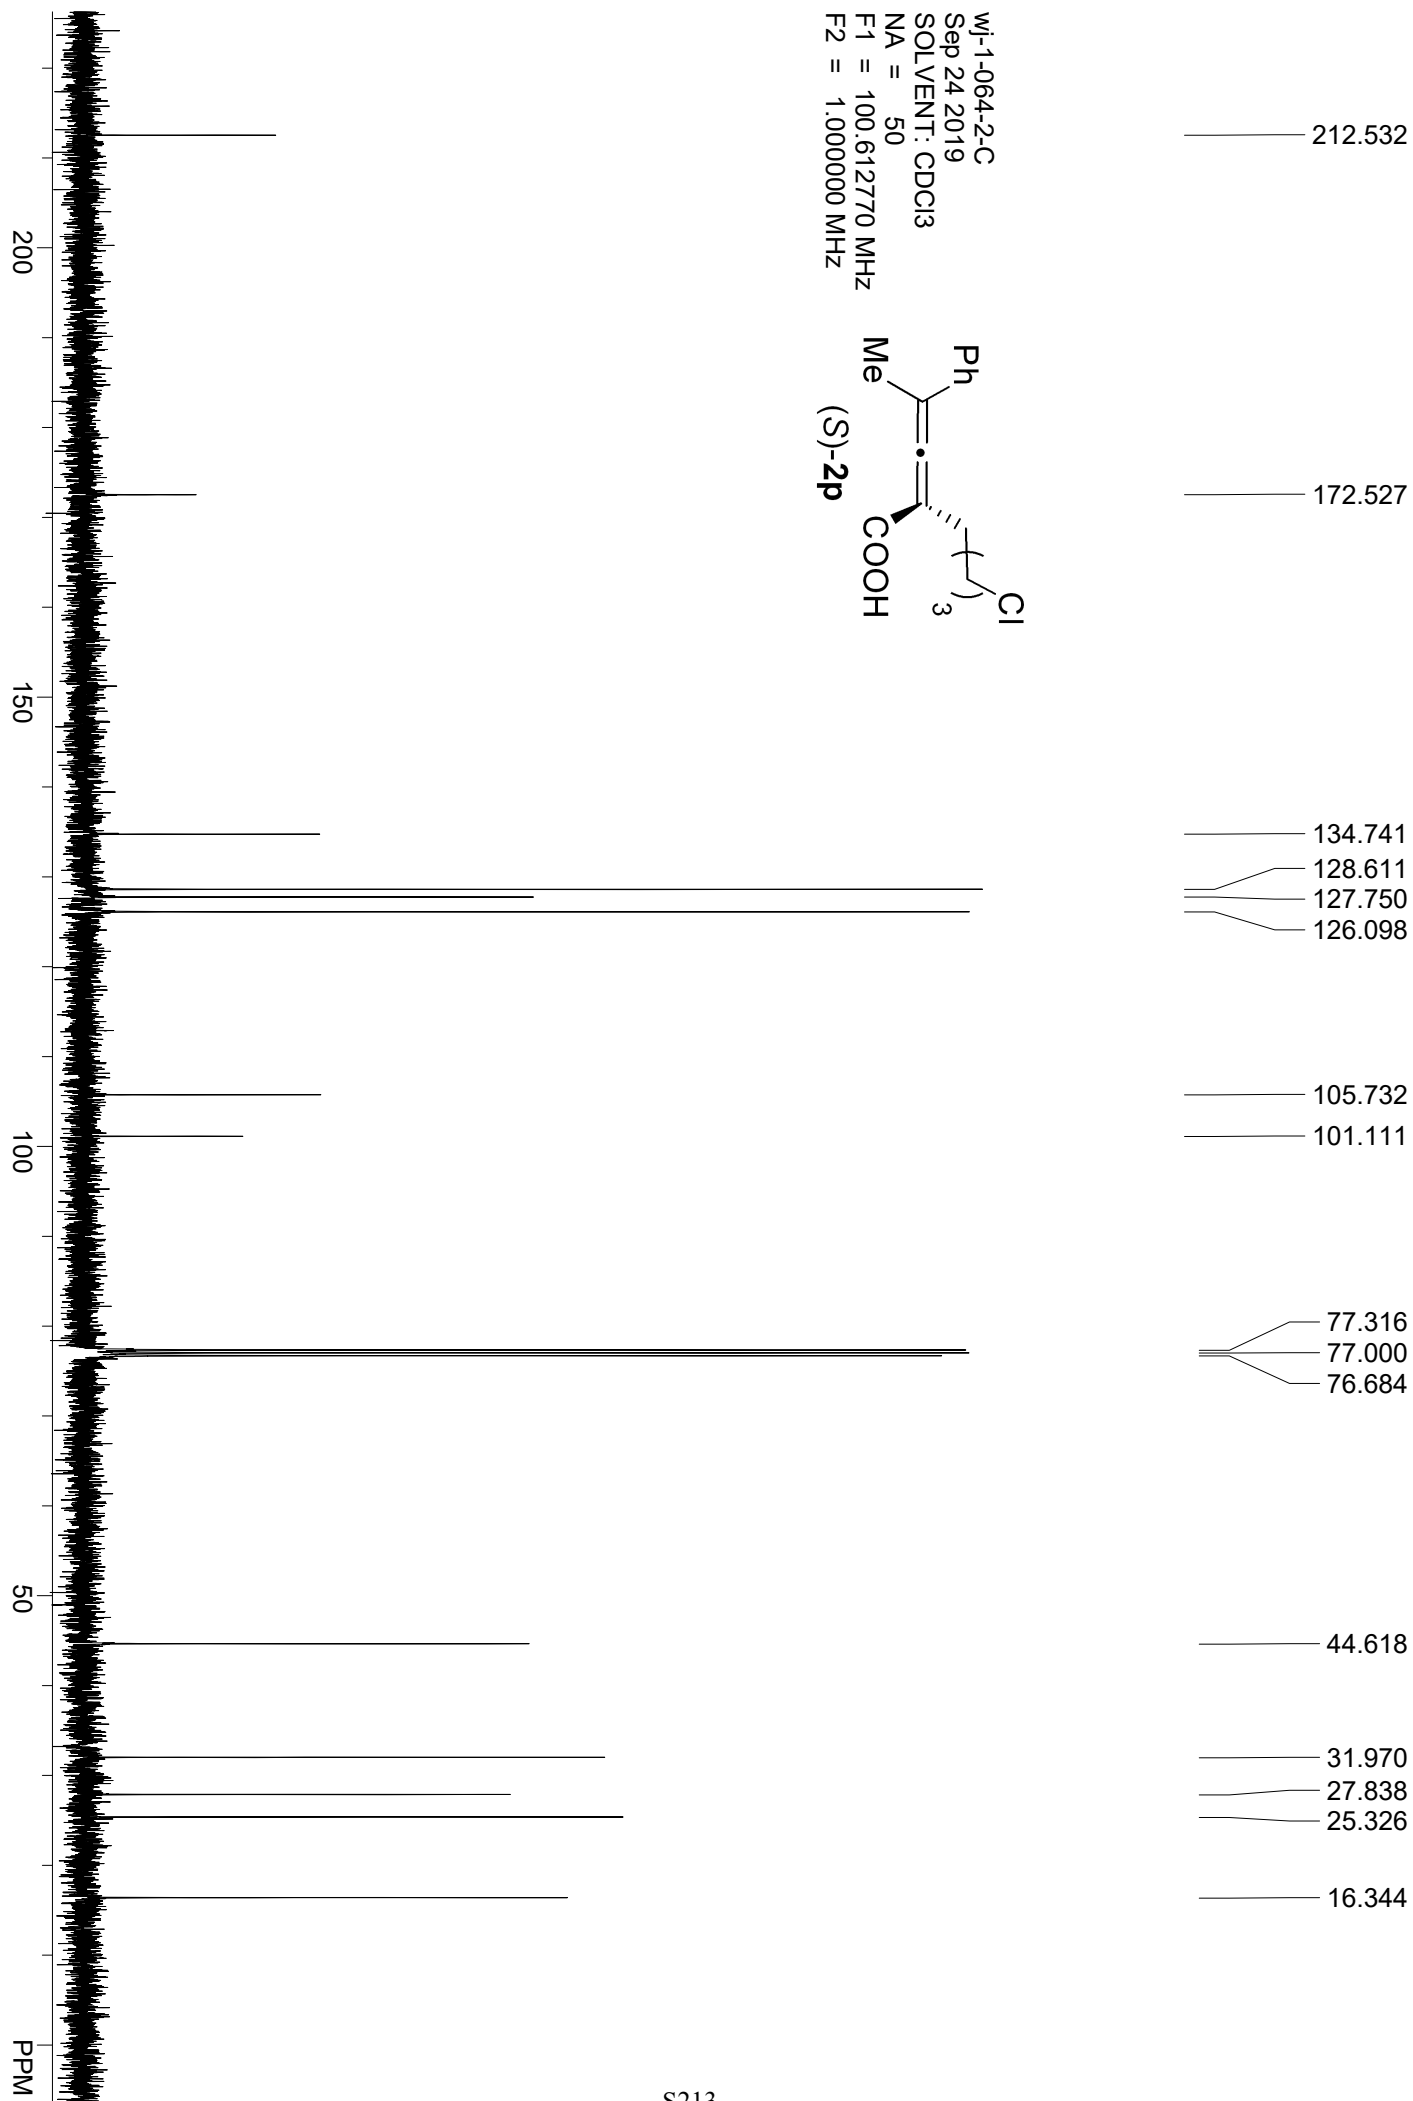 wj-1-064-2-C
Sep 24 2019
SOLVENT: CDCl3
NA = 50
F1 = 100.612770 MHz
F2 = 1.000000 MHz
Ph
Me
Cl
3
COOH
(S)-2p
212.532
172.527
134.741
128.611
127.750
126.098
105.732
101.111
77.316
77.000
76.684
44.618
31.970
27.838
25.326
16.344
200
150
100
50
PPM
S213